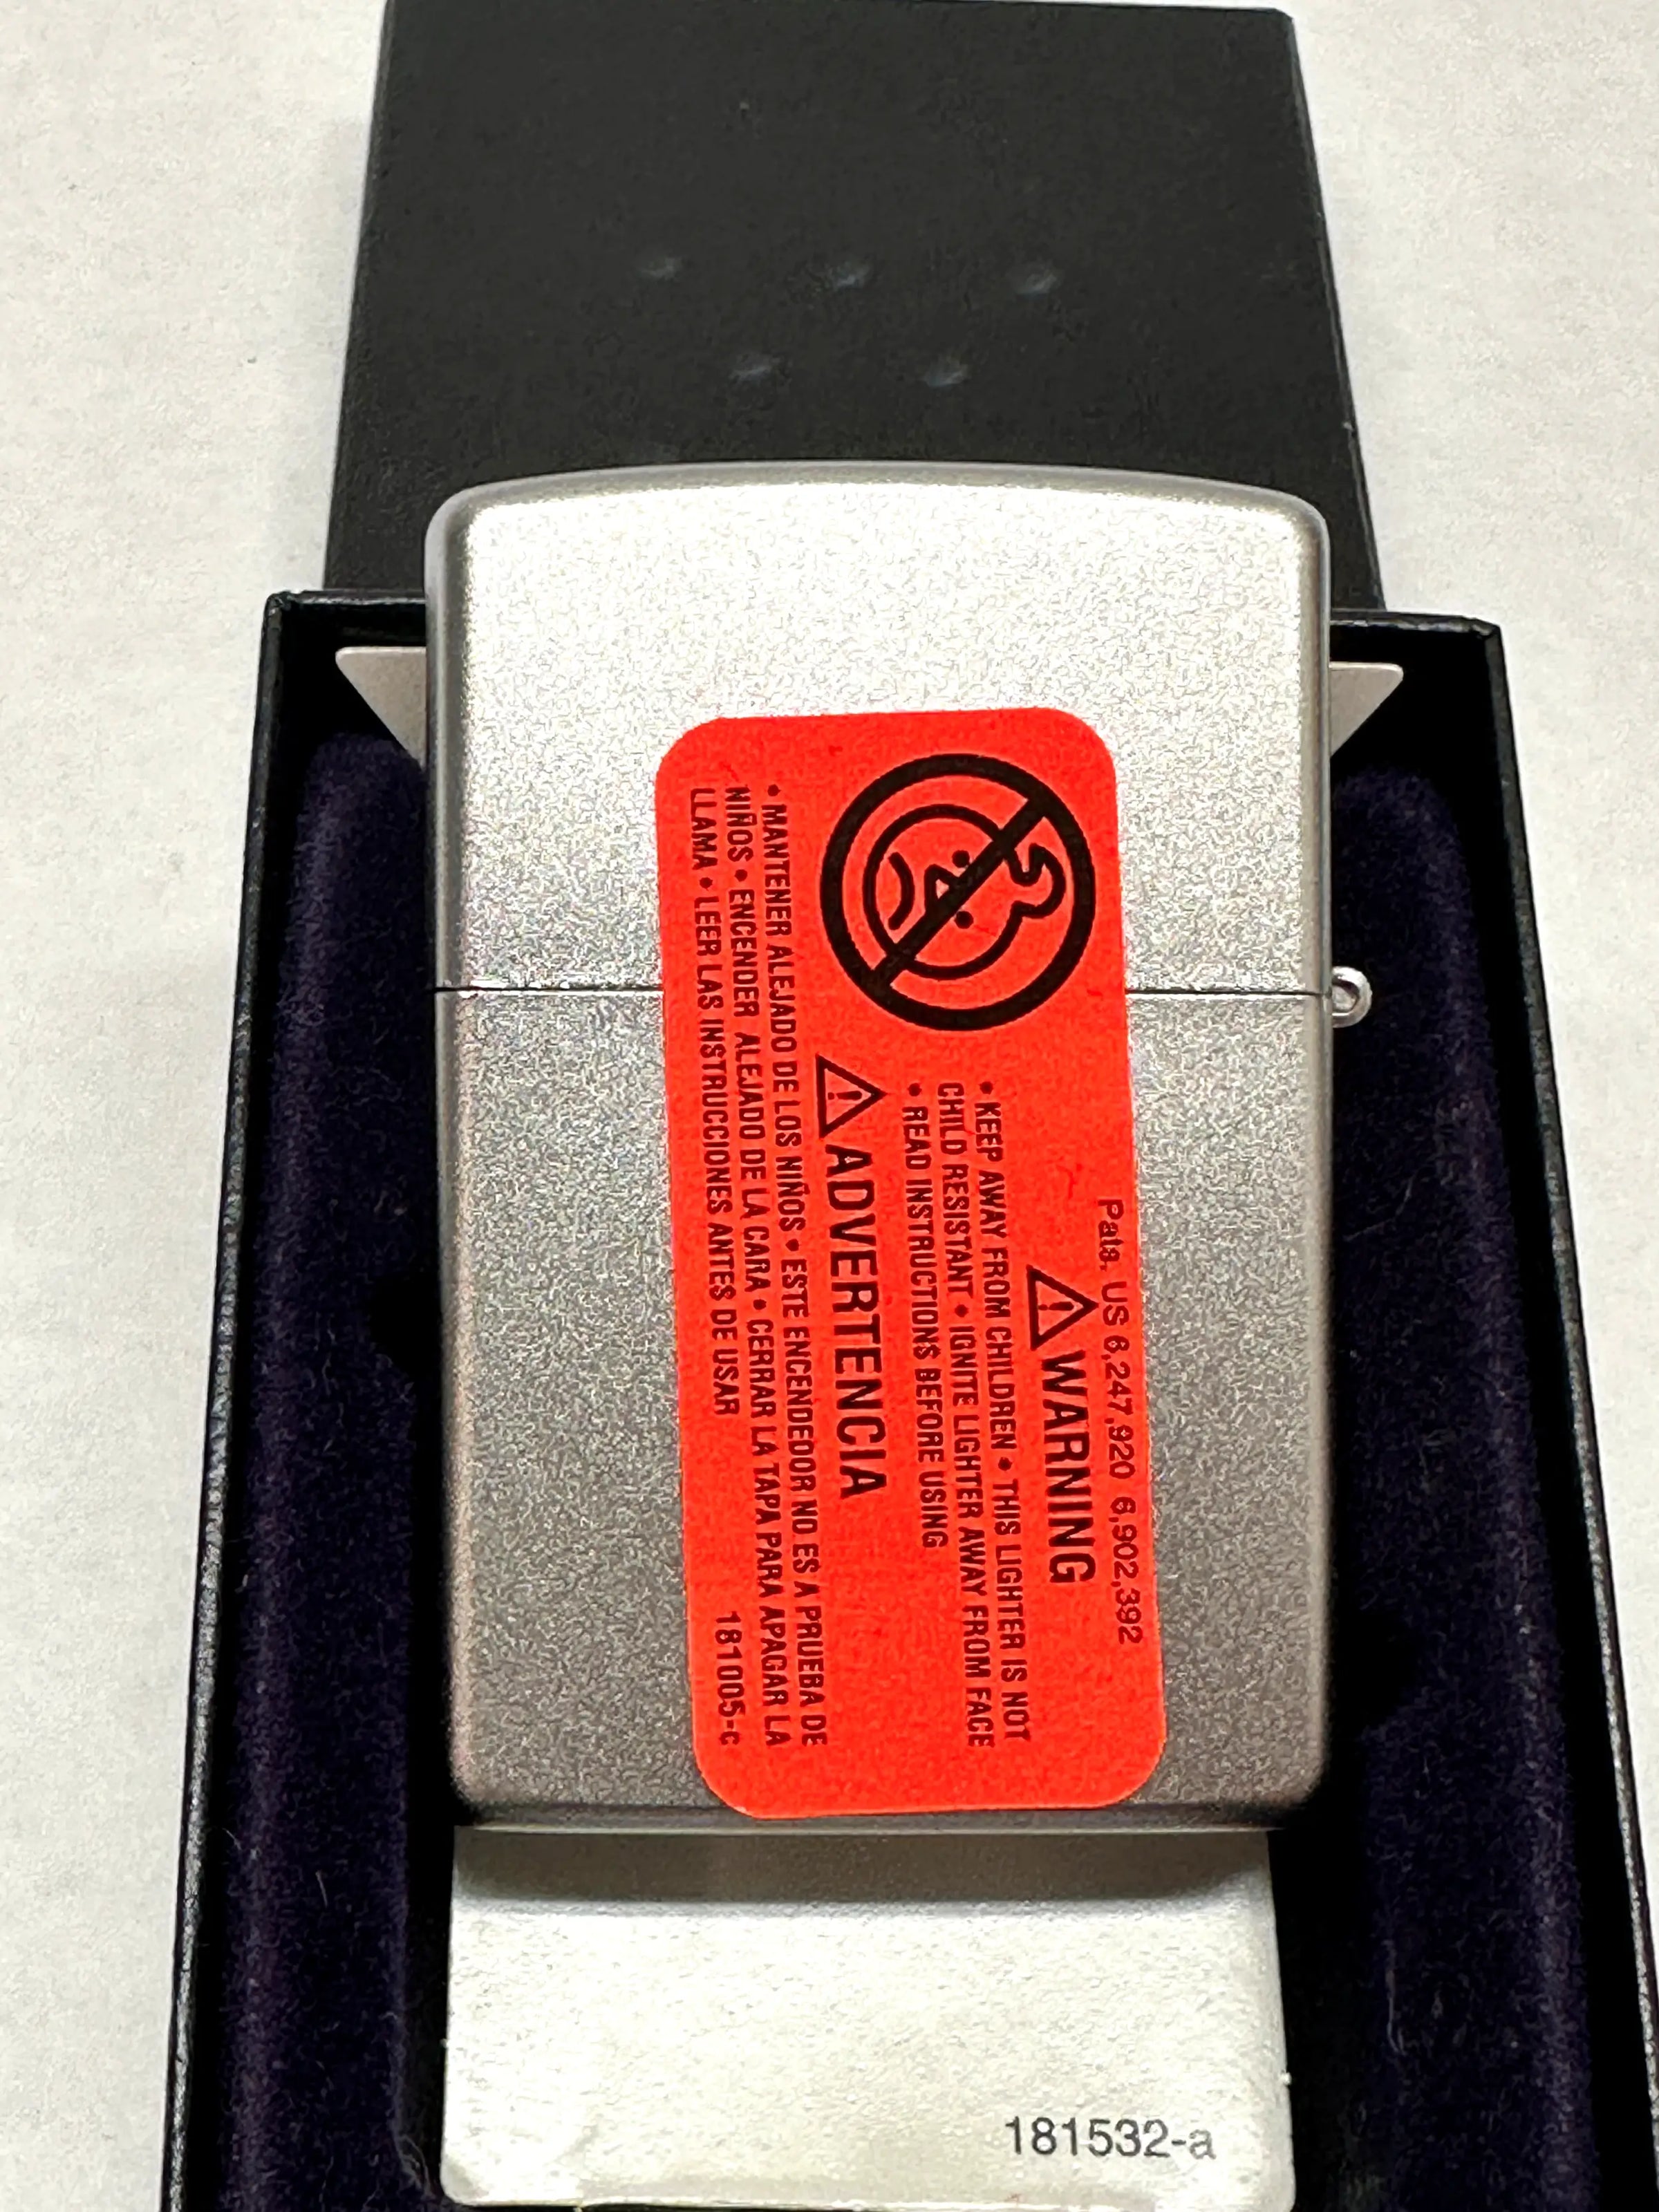 Pats. US 6,247,920 6,902,392
WARNING
• KEEP AWAY FROM CHILDREN • THIS LIGHTER IS NOT
CHILD RESISTANT • IGNITE LIGHTER AWAY FROM FACE
• READ INSTRUCTIONS BEFORE USING
ADVERTENCIA
• MANTENER ALEJADO DE LOS NIÑOS • ESTE ENCENDEDOR NO ES A PRUEBA DE
NIÑOS • ENCENDER ALEJADO DE LA CARA • CERRAR LA TAPA PARA APAGAR LA
LLAMA • LEER LAS INSTRUCCIONES ANTES DE USAR
181005-c
181532-a